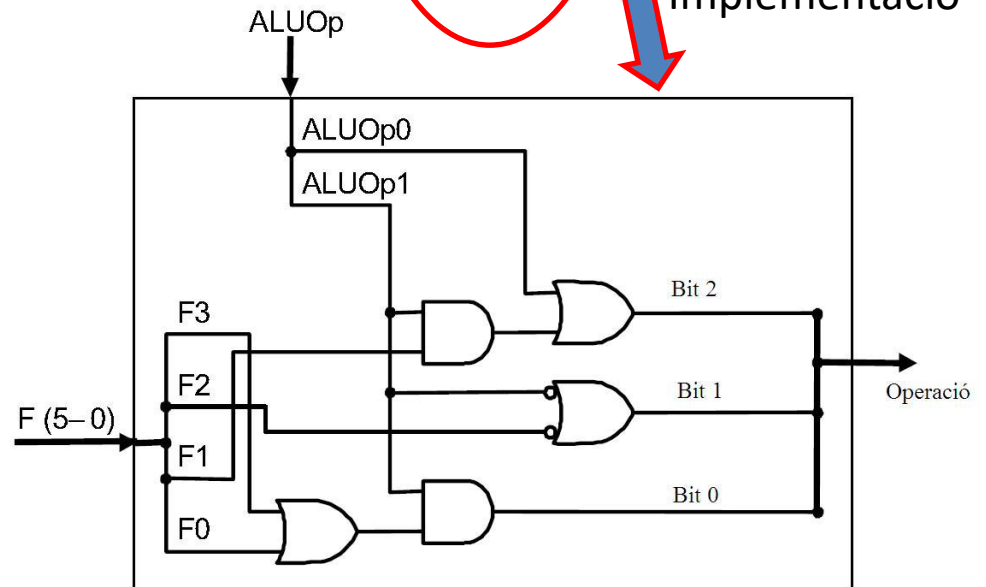 Implementació
ALUOp
ALUOp0
ALUOp1
F3
Bit 2
F2
Bit 1
Operació
F (5–0)
F1
Bit 0
F0